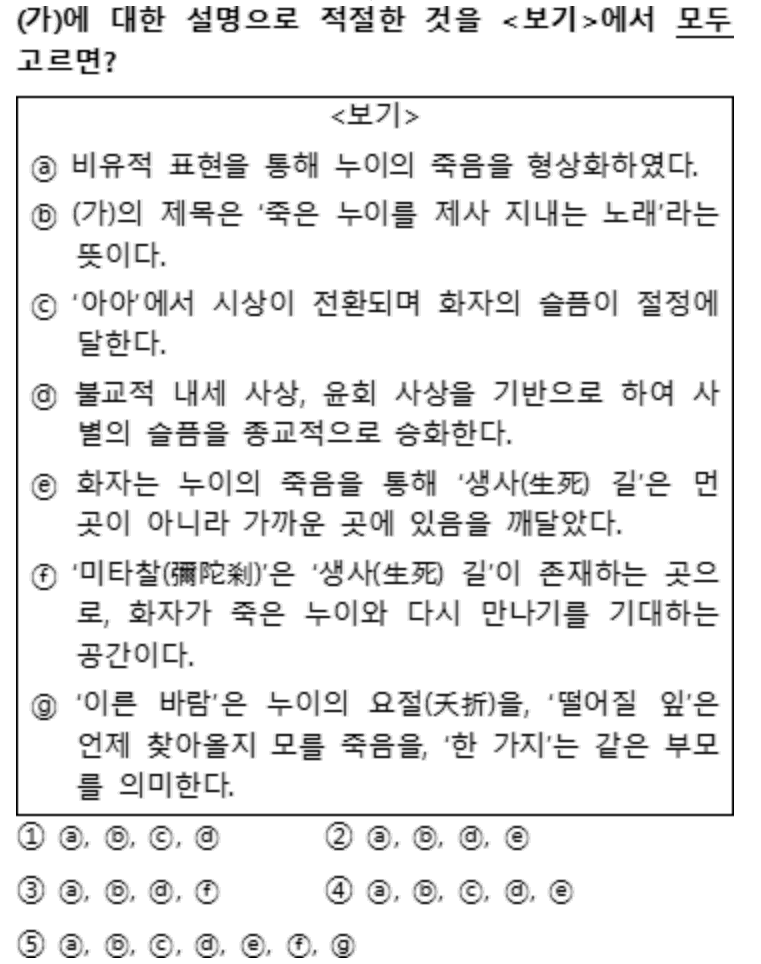 (가)에 대한 설명으로 적절한 것을 <보기>에서 모두
고르면?
<보기>
ⓐ 비유적 표현을 통해 누이의 죽음을 형상화하였다.
ⓑ (가)의 제목은 '죽은 누이를 제사 지내는 노래'라는
뜻이다.
ⓒ '아아'에서 시상이 전환되며 화자의 슬픔이 절정에
달한다.
ⓓ 불교적 내세 사상, 윤회 사상을 기반으로 하여 사
별의 슬픔을 종교적으로 승화한다.
ⓔ 화자는 누이의 죽음을 통해 '생사(生死) 길'은 먼
곳이 아니라 가까운 곳에 있음을 깨달았다.
ⓕ '미타찰(彌陀刹)'은 '생사(生死) 길'이 존재하는 곳으
로, 화자가 죽은 누이와 다시 만나기를 기대하는
공간이다.
ⓖ '이른 바람'은 누이의 요절(夭折)을, '떨어질 잎'은
언제 찾아올지 모를 죽음을, '한 가지'는 같은 부모
를 의미한다.
① ⓐ, ⓑ, ⓒ, ⓓ ② ⓐ, ⓑ, ⓓ, ⓔ
③ ⓐ, ⓑ, ⓓ, ⓕ ④ ⓐ, ⓑ, ⓒ, ⓓ, ⓔ
⑤ ⓐ, ⓑ, ⓒ, ⓓ, ⓔ, ⓕ, ⓖ